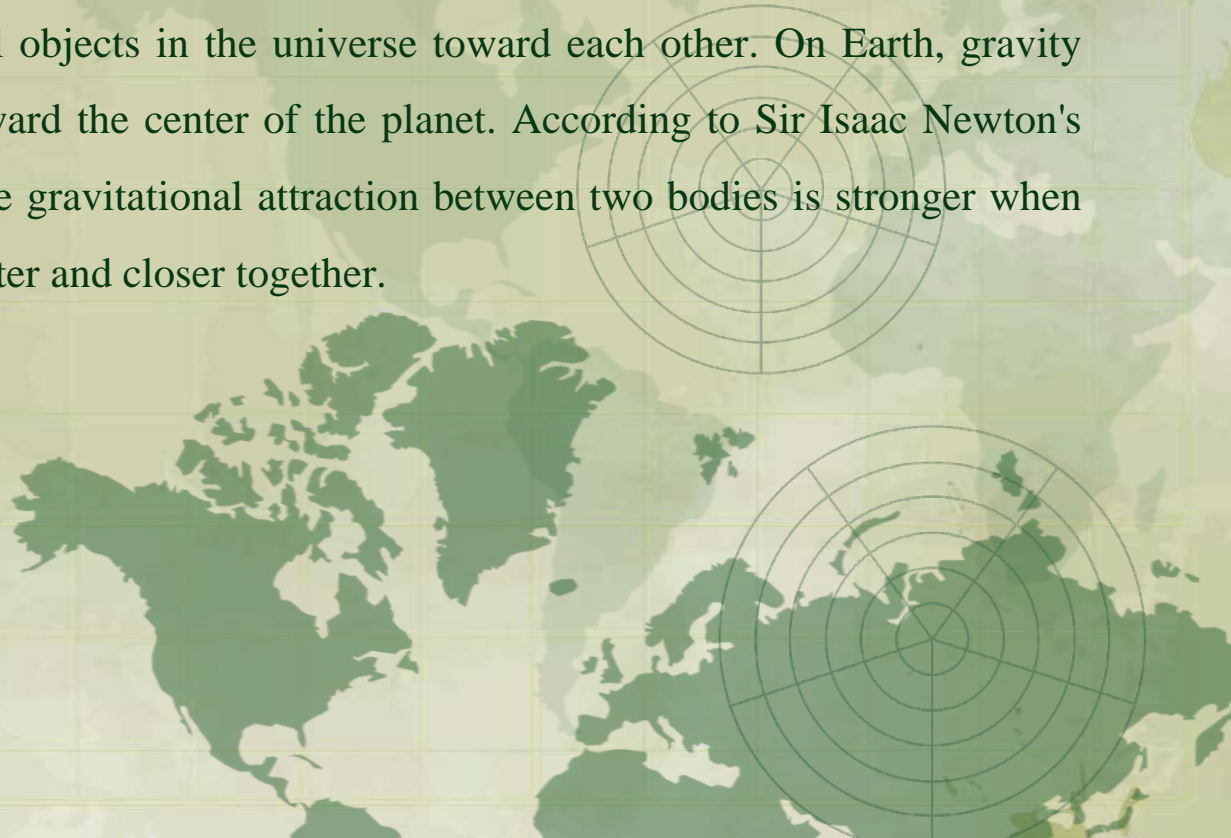 objects in the universe toward each other. On Earth, gravity
the center of the planet. According to Sir Isaac Newton's
gravitational attraction between two bodies is stronger when
and closer together.